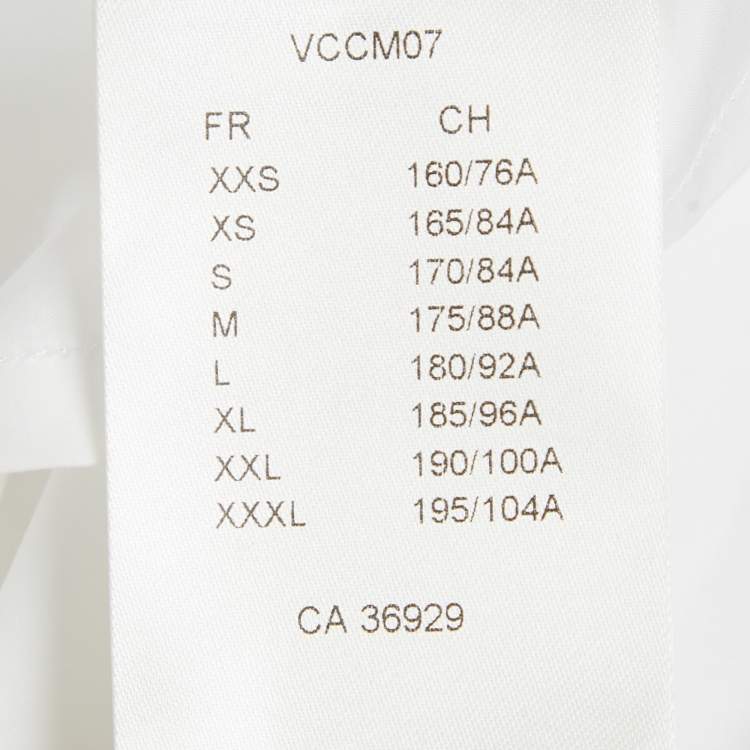 VCCM07
FR CH
XXS 160/76A
XS 165/84A
S 170/84A
M 175/88A
L 180/92A
XL 185/96A
XXL 190/100A
XXXL 195/104A
CA 36929